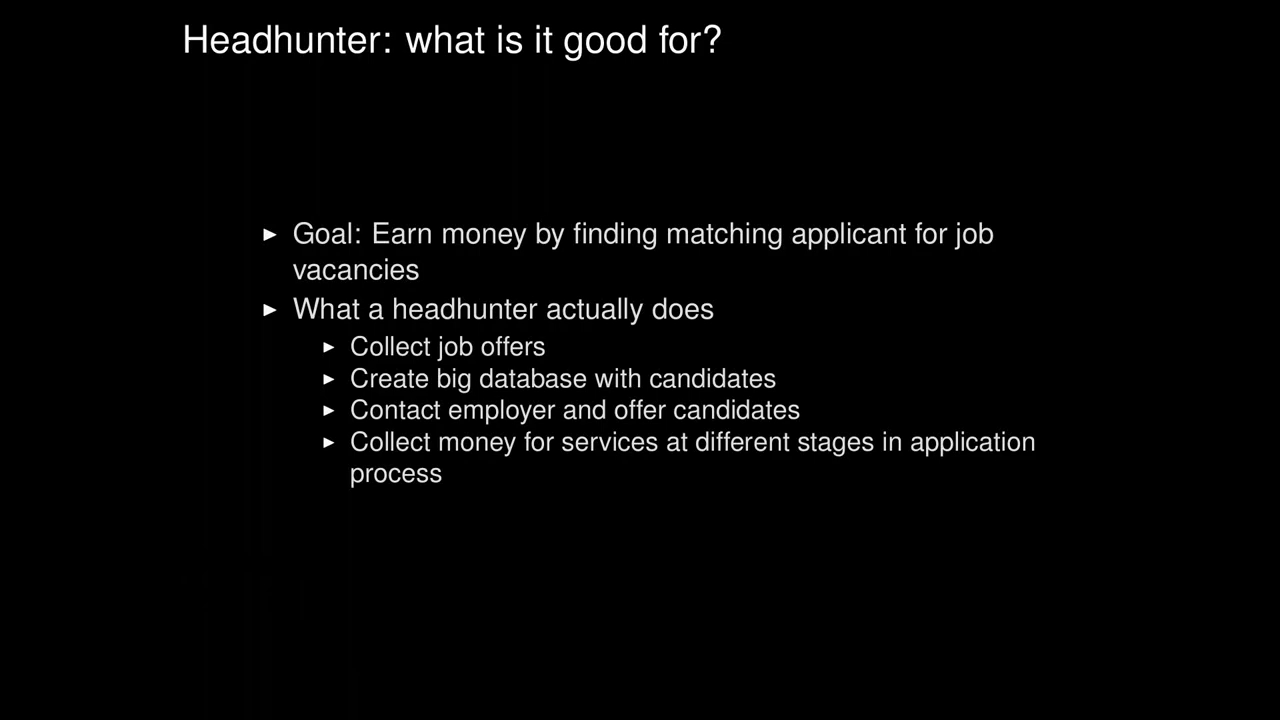 Headhunter: what is it good for?
► Goal: Earn money by finding matching applicant for job
vacancies
► What a headhunter actually does
► Collect job offers
► Create big database with candidates
► Contact employer and offer candidates
► Collect money for services at different stages in application
process